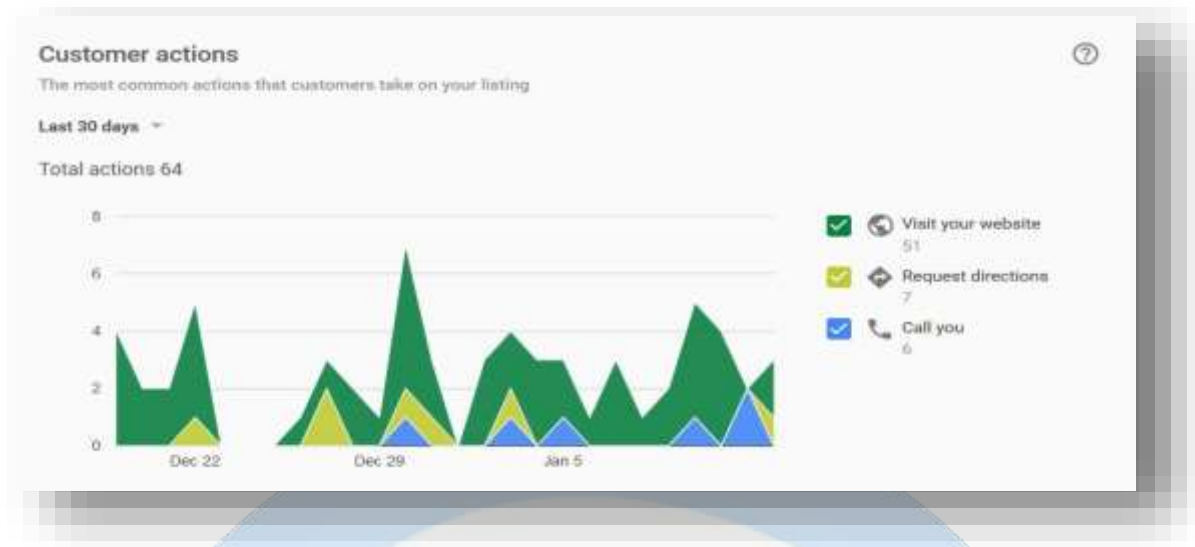 Customer actions
The most common actions that customers take on your listing
Last 30 days
Total actions 64
8
6
4
2
0
Dec 22
Dec 29
Jan 5
Visit your website
51
Request directions
7
Call you
6